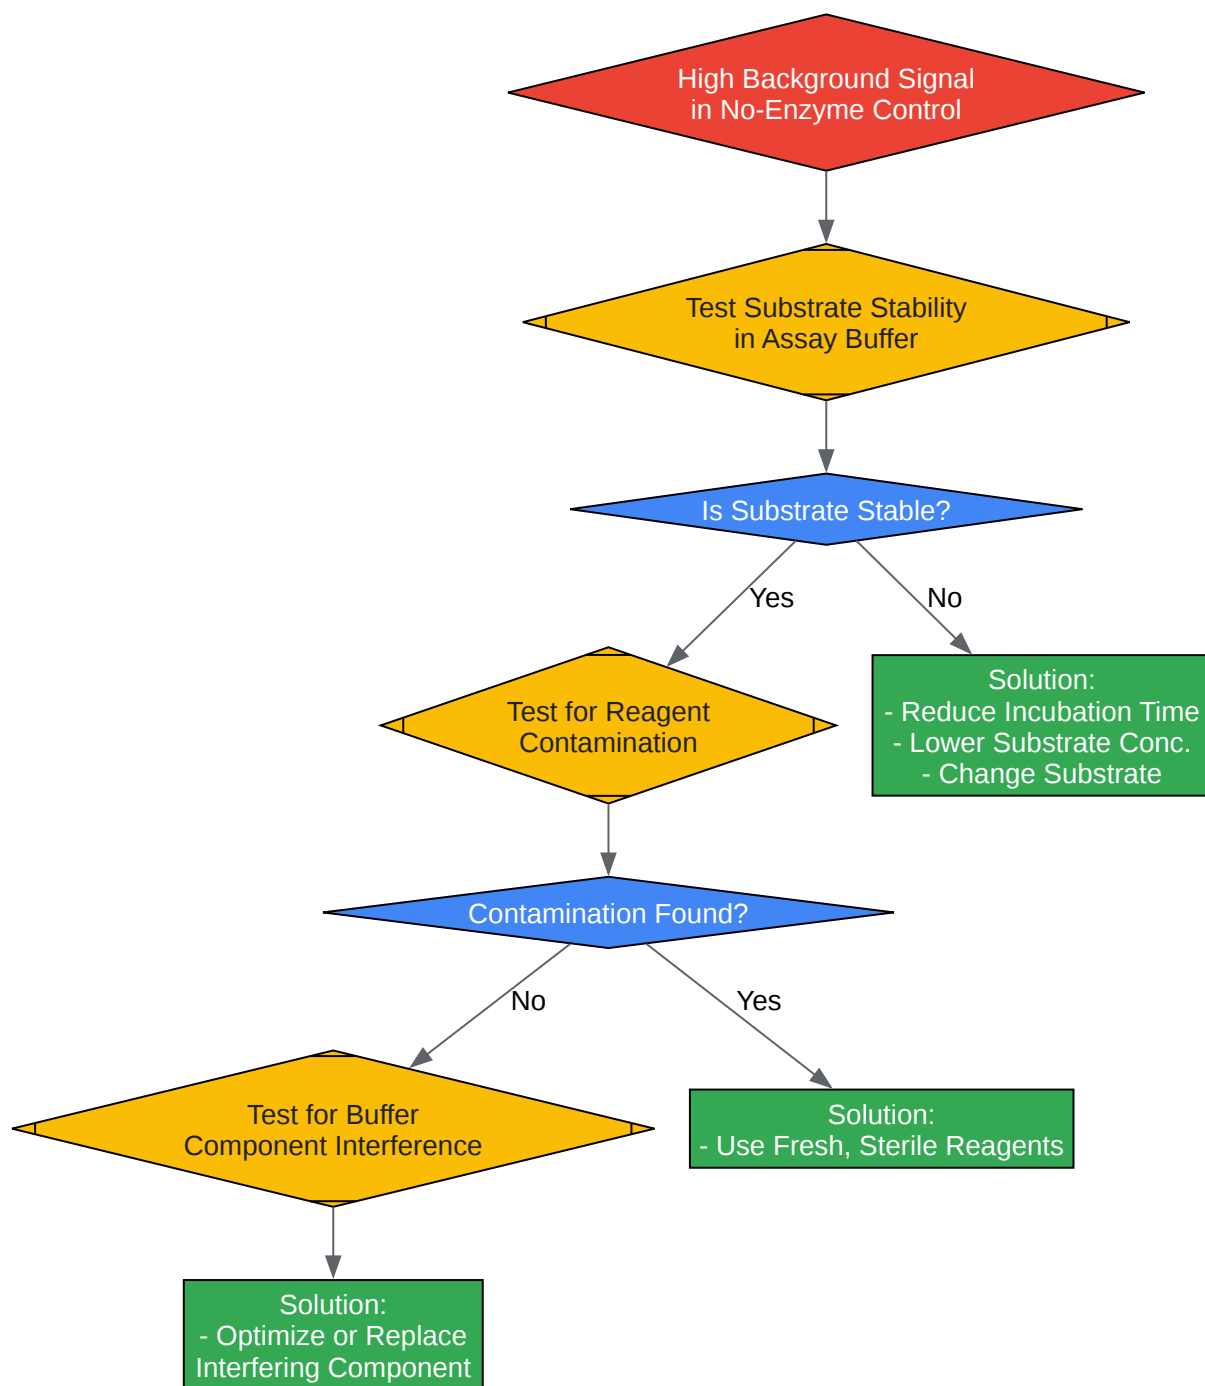 High Background Signal
in No-Enzyme Control
Test Substrate Stability
in Assay Buffer
Is Substrate Stable?
Yes
No
Test for Reagent
Contamination
Solution:
- Reduce Incubation Time
- Lower Substrate Conc.
- Change Substrate
Contamination Found?
No
Yes
Test for Buffer
Component Interference
Solution:
- Use Fresh, Sterile Reagents
Solution:
- Optimize or Replace
Interfering Component